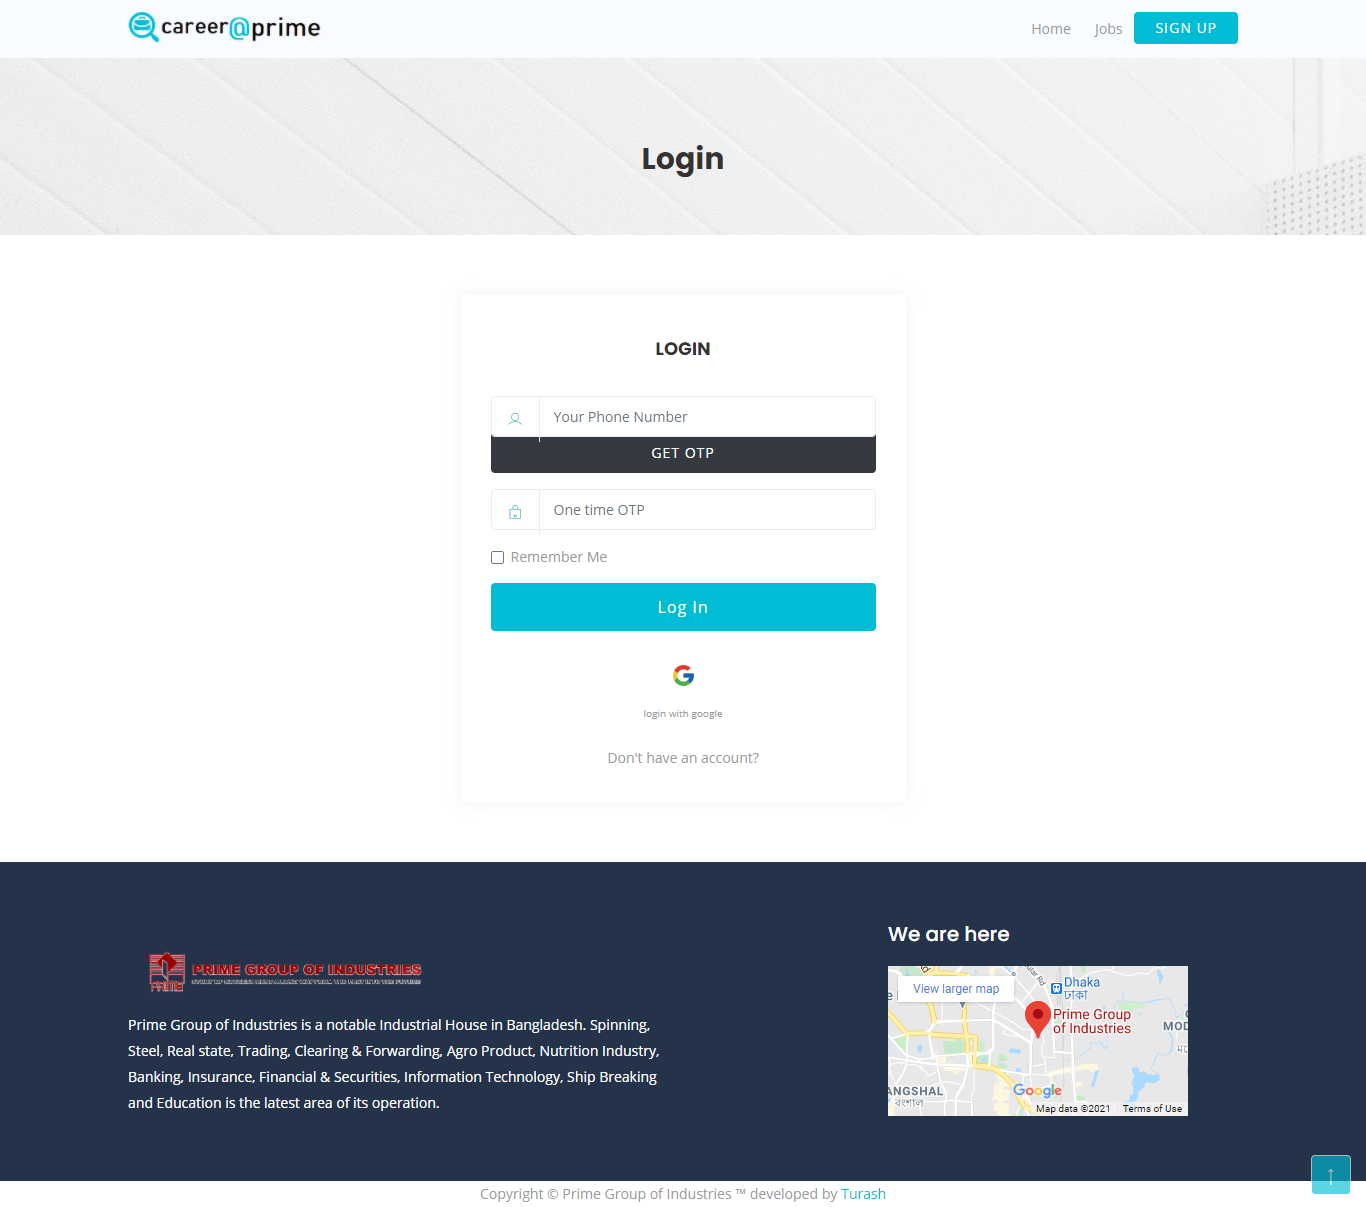 career@prime
Home
Jobs
SIGN UP
Login
LOGIN
Your Phone Number
GET OTP
One time OTP
Remember Me
Log In
login with google
Don't have an account?
PRIME
PRIME GROUP OF INDUSTRIES
Prime Group of Industries is a notable Industrial House in Bangladesh. Spinning,
Steel, Real state, Trading, Clearing & Forwarding, Agro Product, Nutrition Industry,
Banking, Insurance, Financial & Securities, Information Technology, Ship Breaking
and Education is the latest area of its operation.
We are here
View larger map
Dhaka
ঢাকা
Prime Group
of Industries
MOD
ANGSHAL
বংশাল
Google
Map data ©2021
Terms of Use
Copyright © Prime Group of Industries ™ developed by Turash